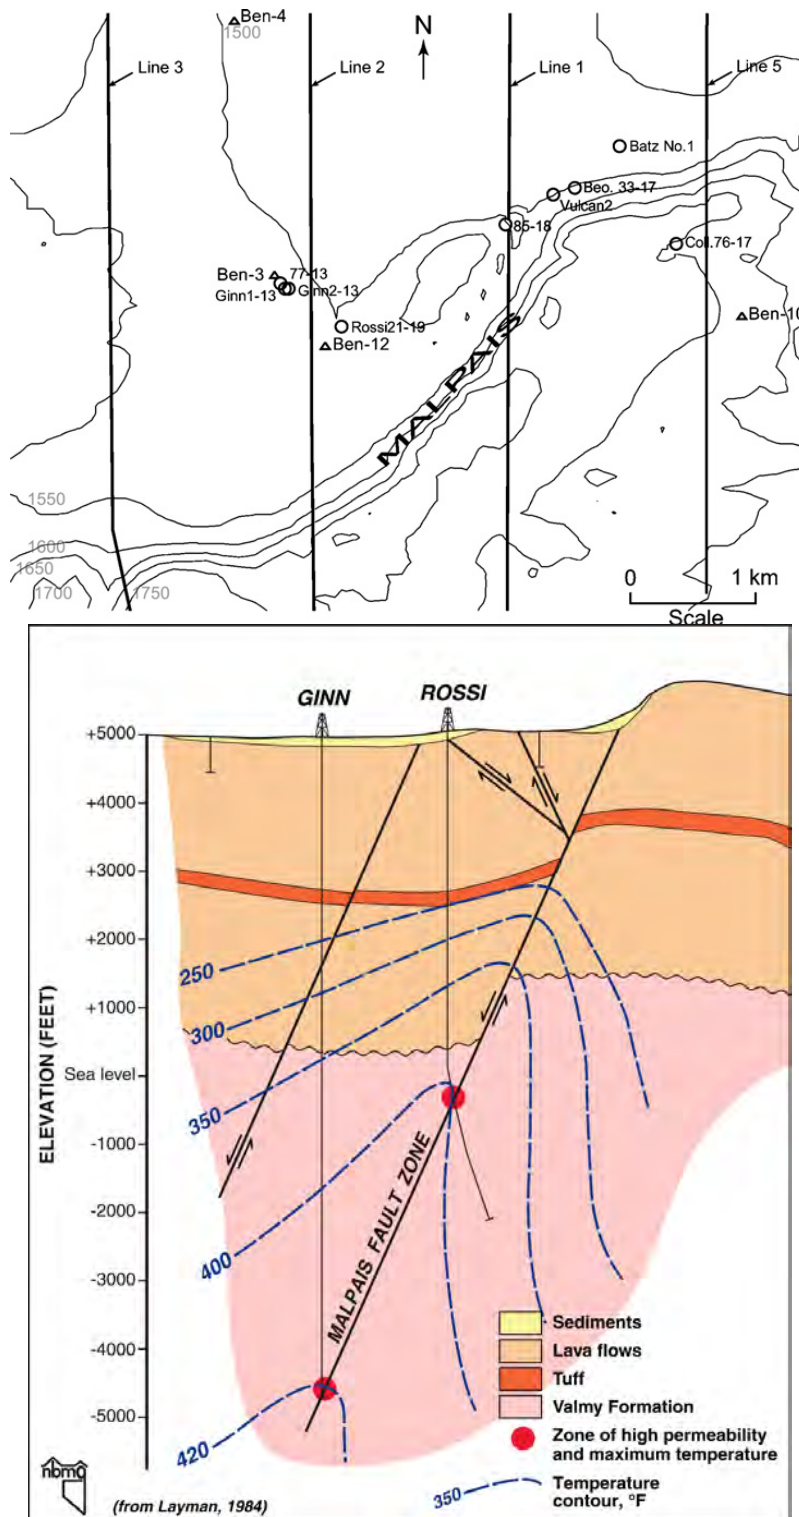 Ben-4
1500
N
Line 3
Line 2
Line 1
Line 5
Batz No.1
Beo. 33-17
Vulcan2
85-18
Coll.76-17
Ben-3
77-13
Ginn1-13
Ginn2-13
Ben-10
Rossi21-19
Ben-12
MALPAIS
1550
1600
1650
1700
1750
0
1 km
Scale
GINN
ROSSI
+5000
+4000
+3000
+2000
+1000
Sea level
-1000
-2000
-3000
-4000
-5000
ELEVATION (FEET)
250
300
350
400
420
MALPAIS FAULT ZONE
Sediments
Lava flows
Tuff
Valmy Formation
Zone of high permeability
and maximum temperature
350
Temperature
contour, °F
nbmg
(from Layman, 1984)